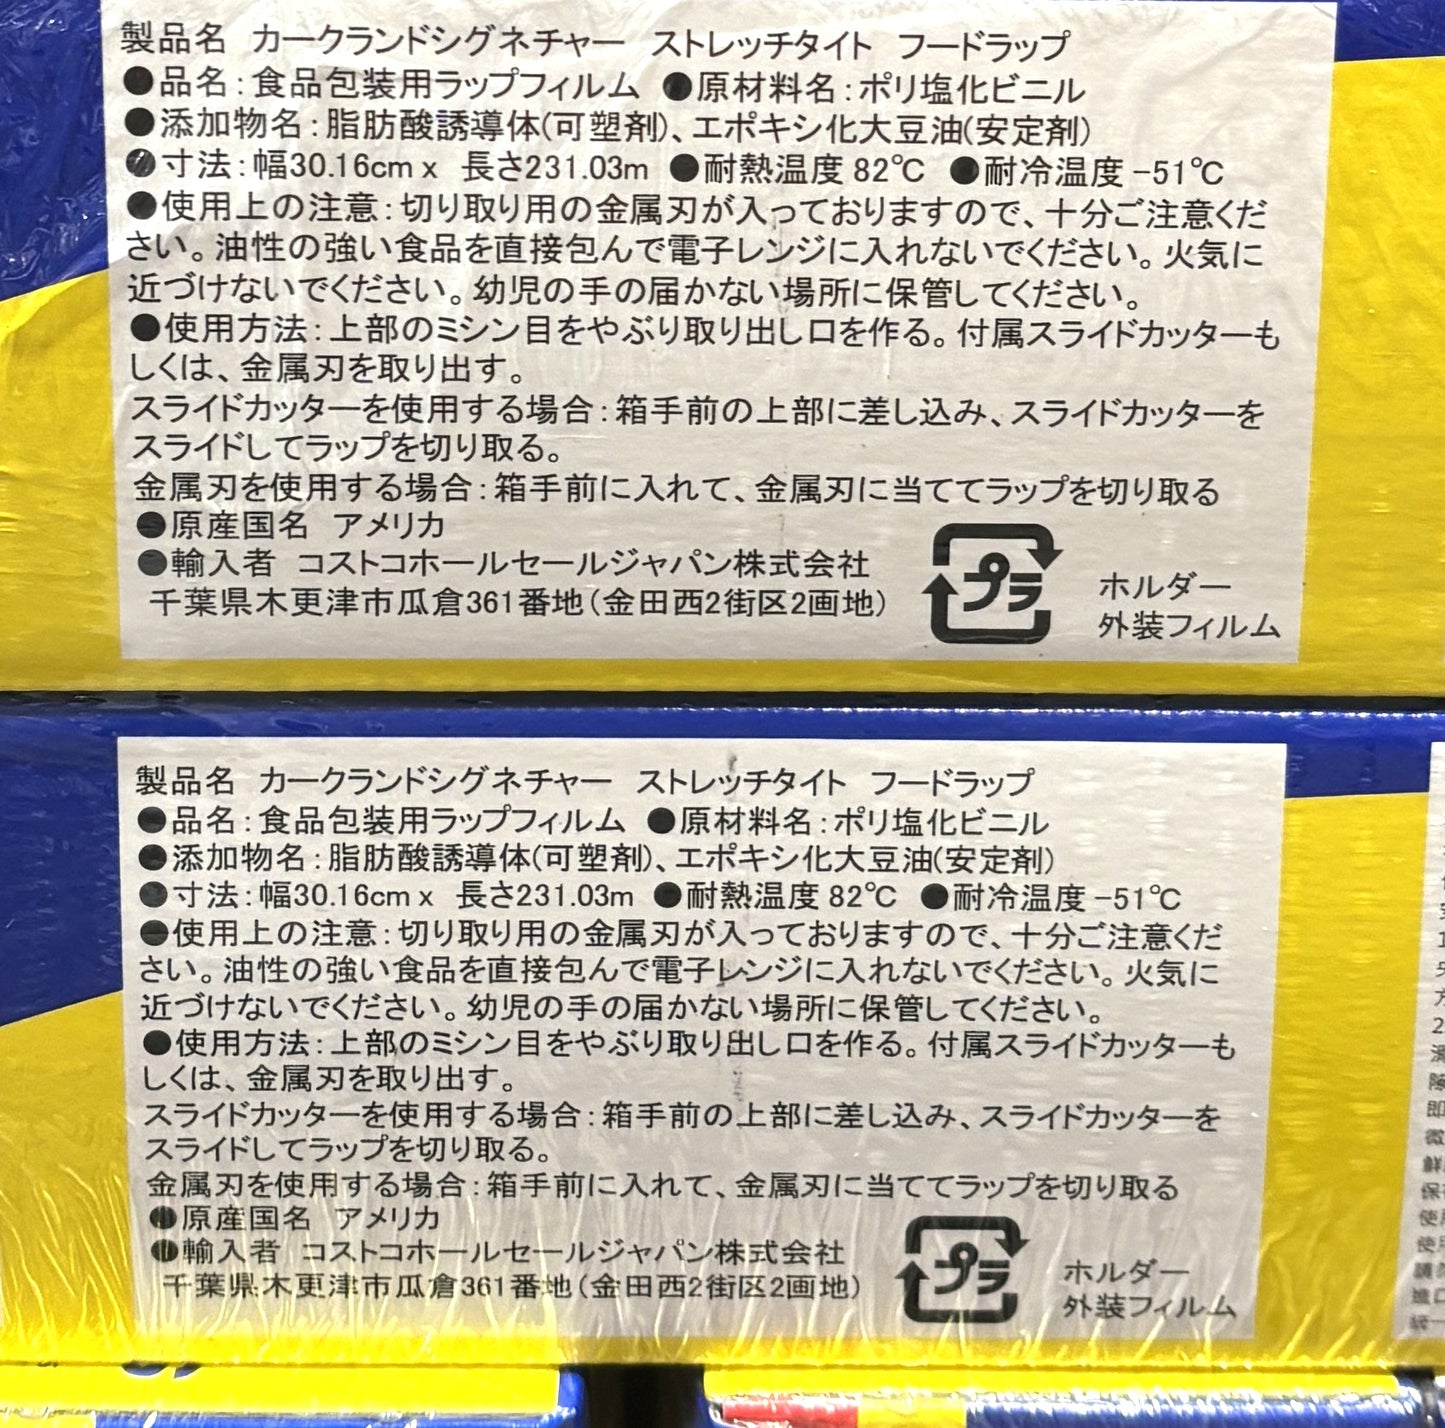 製品名 カークランドシグネチャー ストレッチタイト フードラップ
●品名：食品包装用ラップフィルム ●原材料名：ポリ塩化ビニル
●添加物名：脂肪酸誘導体(可塑剤)、エポキシ化大豆油(安定剤)
●寸法：幅30.16cm x 長さ231.03m ●耐熱温度 82℃ ●耐冷温度 -51℃
●使用上の注意：切り取り用の金属刃が入っておりますので、十分ご注意くだ
さい。油性の強い食品を直接包んで電子レンジに入れないでください。火気に
近づけないでください。幼児の手の届かない場所に保管してください。
●使用方法：上部のミシン目をやぶり取り出し口を作る。付属スライドカッターも
しくは、金属刃を取り出す。
スライドカッターを使用する場合：箱手前の上部に差し込み、スライドカッターを
スライドしてラップを切り取る。
金属刃を使用する場合：箱手前に入れて、金属刃に当ててラップを切り取る
●原産国名 アメリカ
●輸入者 コストコホールセールジャパン株式会社
千葉県木更津市瓜倉361番地(金田西2街区2画地)
プラ
ホルダー
外装フィルム
製品名 カークランドシグネチャー ストレッチタイト フードラップ
●品名：食品包装用ラップフィルム ●原材料名：ポリ塩化ビニル
●添加物名：脂肪酸誘導体(可塑剤)、エポキシ化大豆油(安定剤)
●寸法：幅30.16cm x 長さ231.03m ●耐熱温度 82℃ ●耐冷温度 -51℃
●使用上の注意：切り取り用の金属刃が入っておりますので、十分ご注意くだ
さい。油性の強い食品を直接包んで電子レンジに入れないでください。火気に
近づけないでください。幼児の手の届かない場所に保管してください。
●使用方法：上部のミシン目をやぶり取り出し口を作る。付属スライドカッターも
しくは、金属刃を取り出す。
スライドカッターを使用する場合：箱手前の上部に差し込み、スライドカッターを
スライドしてラップを切り取る。
金属刃を使用する場合：箱手前に入れて、金属刃に当ててラップを切り取る
●原産国名 アメリカ
●輸入者 コストコホールセールジャパン株式会社
千葉県木更津市瓜倉361番地(金田西2街区2画地)
プラ
ホルダー
外装フィルム